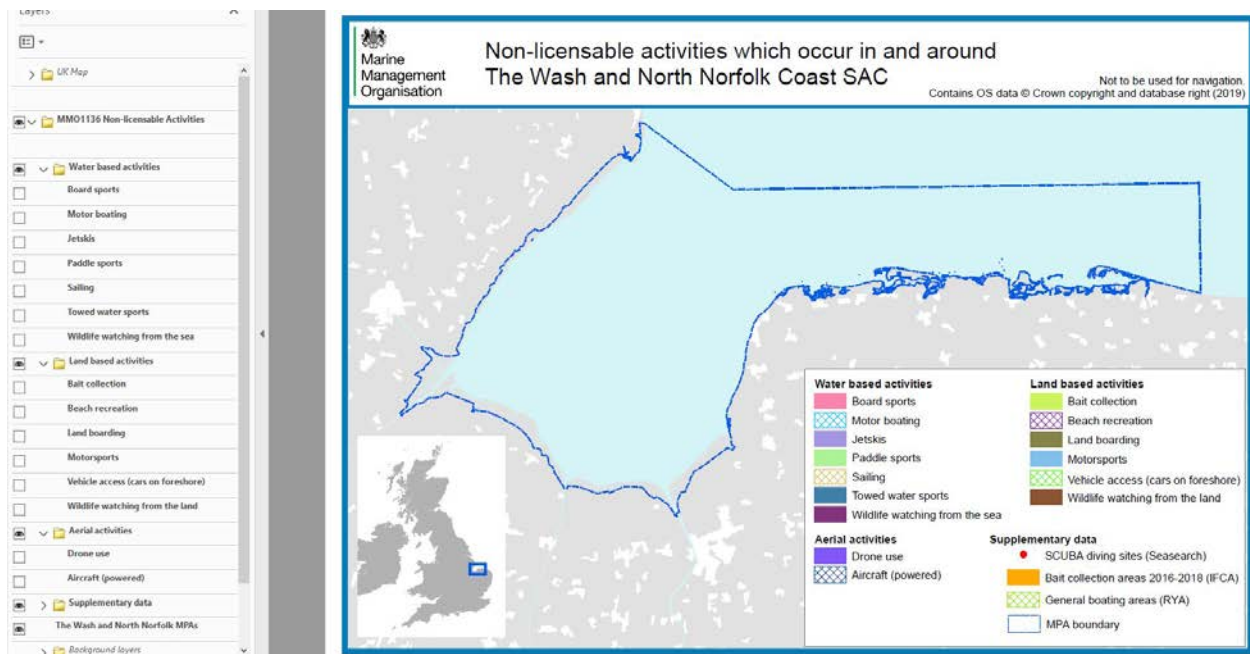 Layers
UK Map
MMO1136 Non-licensable Activities
Water based activities
Board sports
Motor boating
Jetskis
Paddle sports
Sailing
Towed water sports
Wildlife watching from the sea
Land based activities
Bait collection
Beach recreation
Land boarding
Motorsports
Vehicle access (cars on foreshore)
Wildlife watching from the land
Aerial activities
Drone use
Aircraft (powered)
Supplementary data
The Wash and North Norfolk MPAs
Background layers
Marine
Management
Organisation
Non-licensable activities which occur in and around
The Wash and North Norfolk Coast SAC
Not to be used for navigation.
Contains OS data © Crown copyright and database right (2019)
Water based activities
Board sports
Motor boating
Jetskis
Paddle sports
Sailing
Towed water sports
Wildlife watching from the sea
Land based activities
Bait collection
Beach recreation
Land boarding
Motorsports
Vehicle access (cars on foreshore)
Wildlife watching from the land
Aerial activities
Drone use
Aircraft (powered)
Supplementary data
SCUBA diving sites (Seasearch)
Bait collection areas 2016-2018 (IFCA)
General boating areas (RYA)
MPA boundary